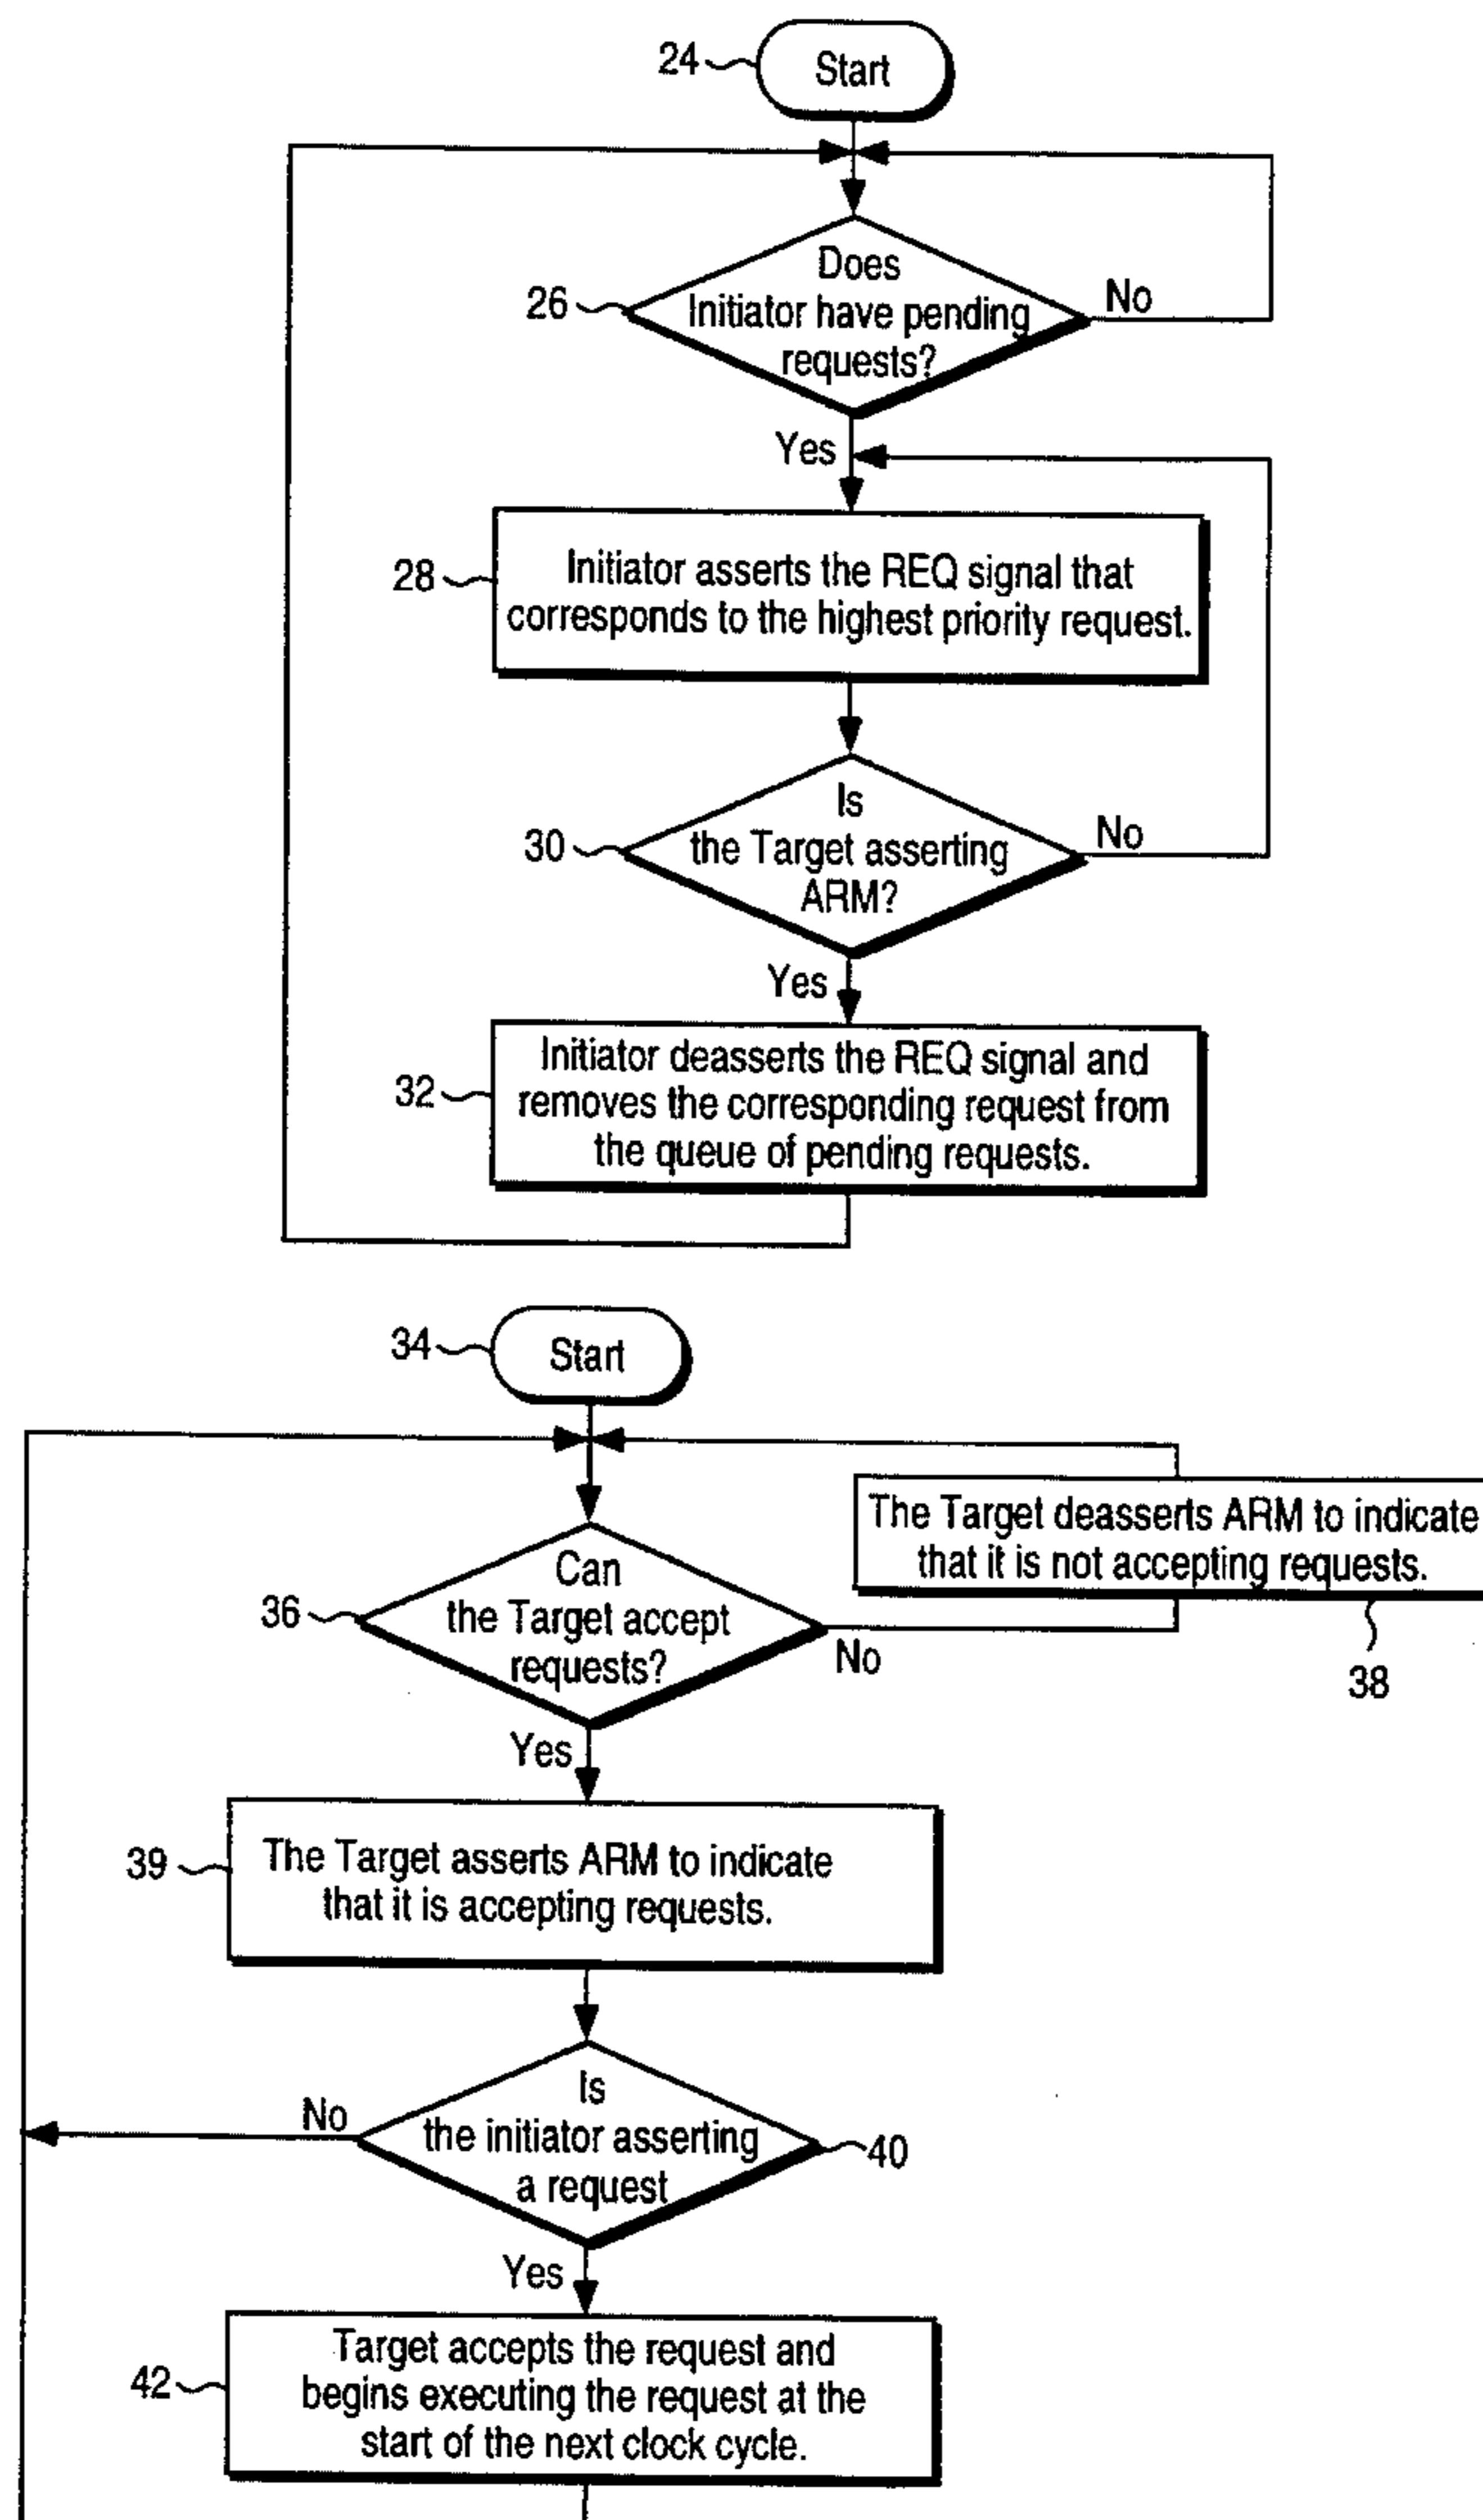 24
Start
Does
Initiator have pending
requests?
26
No
Yes
28
Initiator asserts the REQ signal that
corresponds to the highest priority request.
Is
the Target asserting
ARM?
30
No
Yes
32
Initiator deasserts the REQ signal and
removes the corresponding request from
the queue of pending requests.
34
Start
The Target deasserts ARM to indicate
that it is not accepting requests.
38
Can
the Target accept
requests?
36
No
Yes
39
The Target asserts ARM to indicate
that it is accepting requests.
Is
the initiator asserting
a request
No
40
Yes
42
Target accepts the request and
begins executing the request at the
start of the next clock cycle.